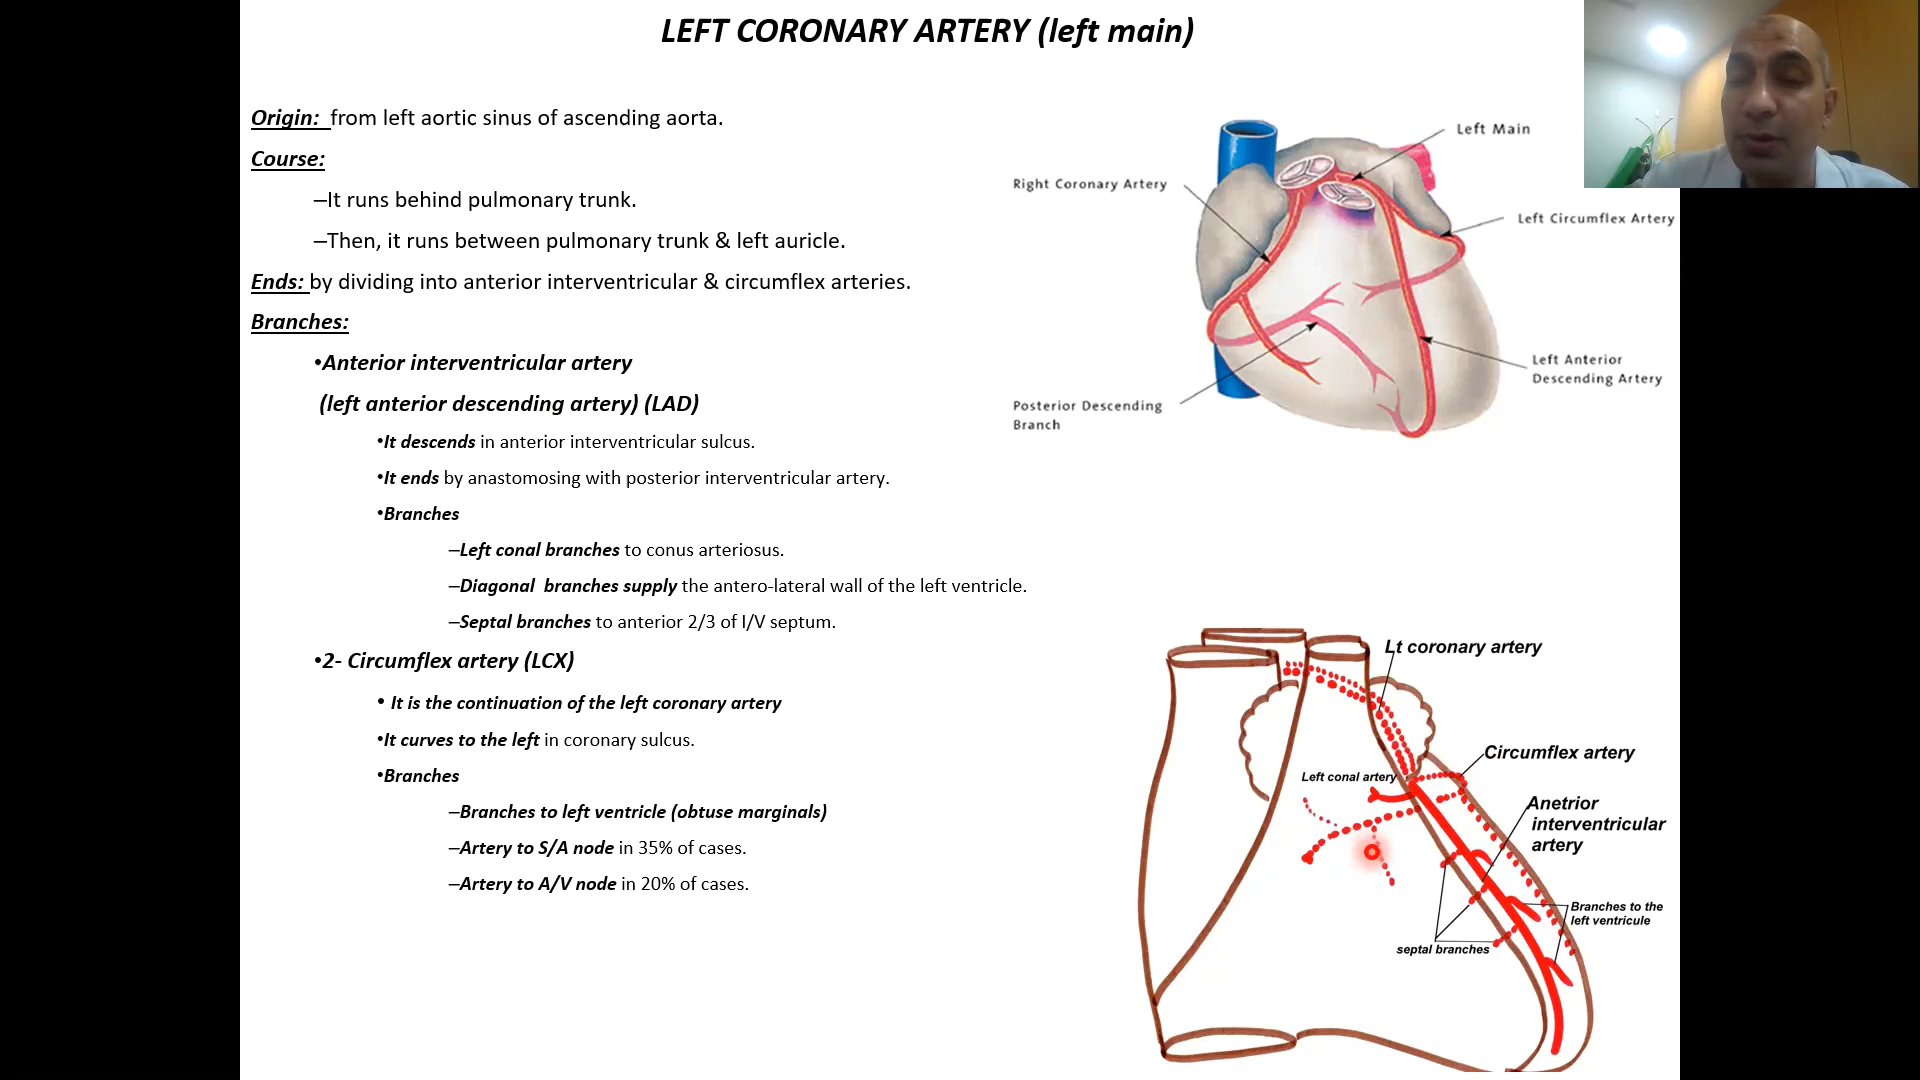 LEFT CORONARY ARTERY (left main)
Origin: from left aortic sinus of ascending aorta.
Course:
–It runs behind pulmonary trunk.
–Then, it runs between pulmonary trunk & left auricle.
Ends: by dividing into anterior interventricular & circumflex arteries.
Branches:
•Anterior interventricular artery
(left anterior descending artery) (LAD)
•It descends in anterior interventricular sulcus.
•It ends by anastomosing with posterior interventricular artery.
•Branches
–Left conal branches to conus arteriosus.
–Diagonal branches supply the antero-lateral wall of the left ventricle.
–Septal branches to anterior 2/3 of I/V septum.
•2- Circumflex artery (LCX)
• It is the continuation of the left coronary artery
•It curves to the left in coronary sulcus.
•Branches
–Branches to left ventricle (obtuse marginals)
–Artery to S/A node in 35% of cases.
–Artery to A/V node in 20% of cases.
Left Main
Right Coronary Artery
Left Circumflex Artery
Left Anterior
Descending Artery
Posterior Descending
Branch
Lt coronary artery
Circumflex artery
Left conal artery
Anetrior
interventricular
artery
Branches to the
left ventricule
septal branches